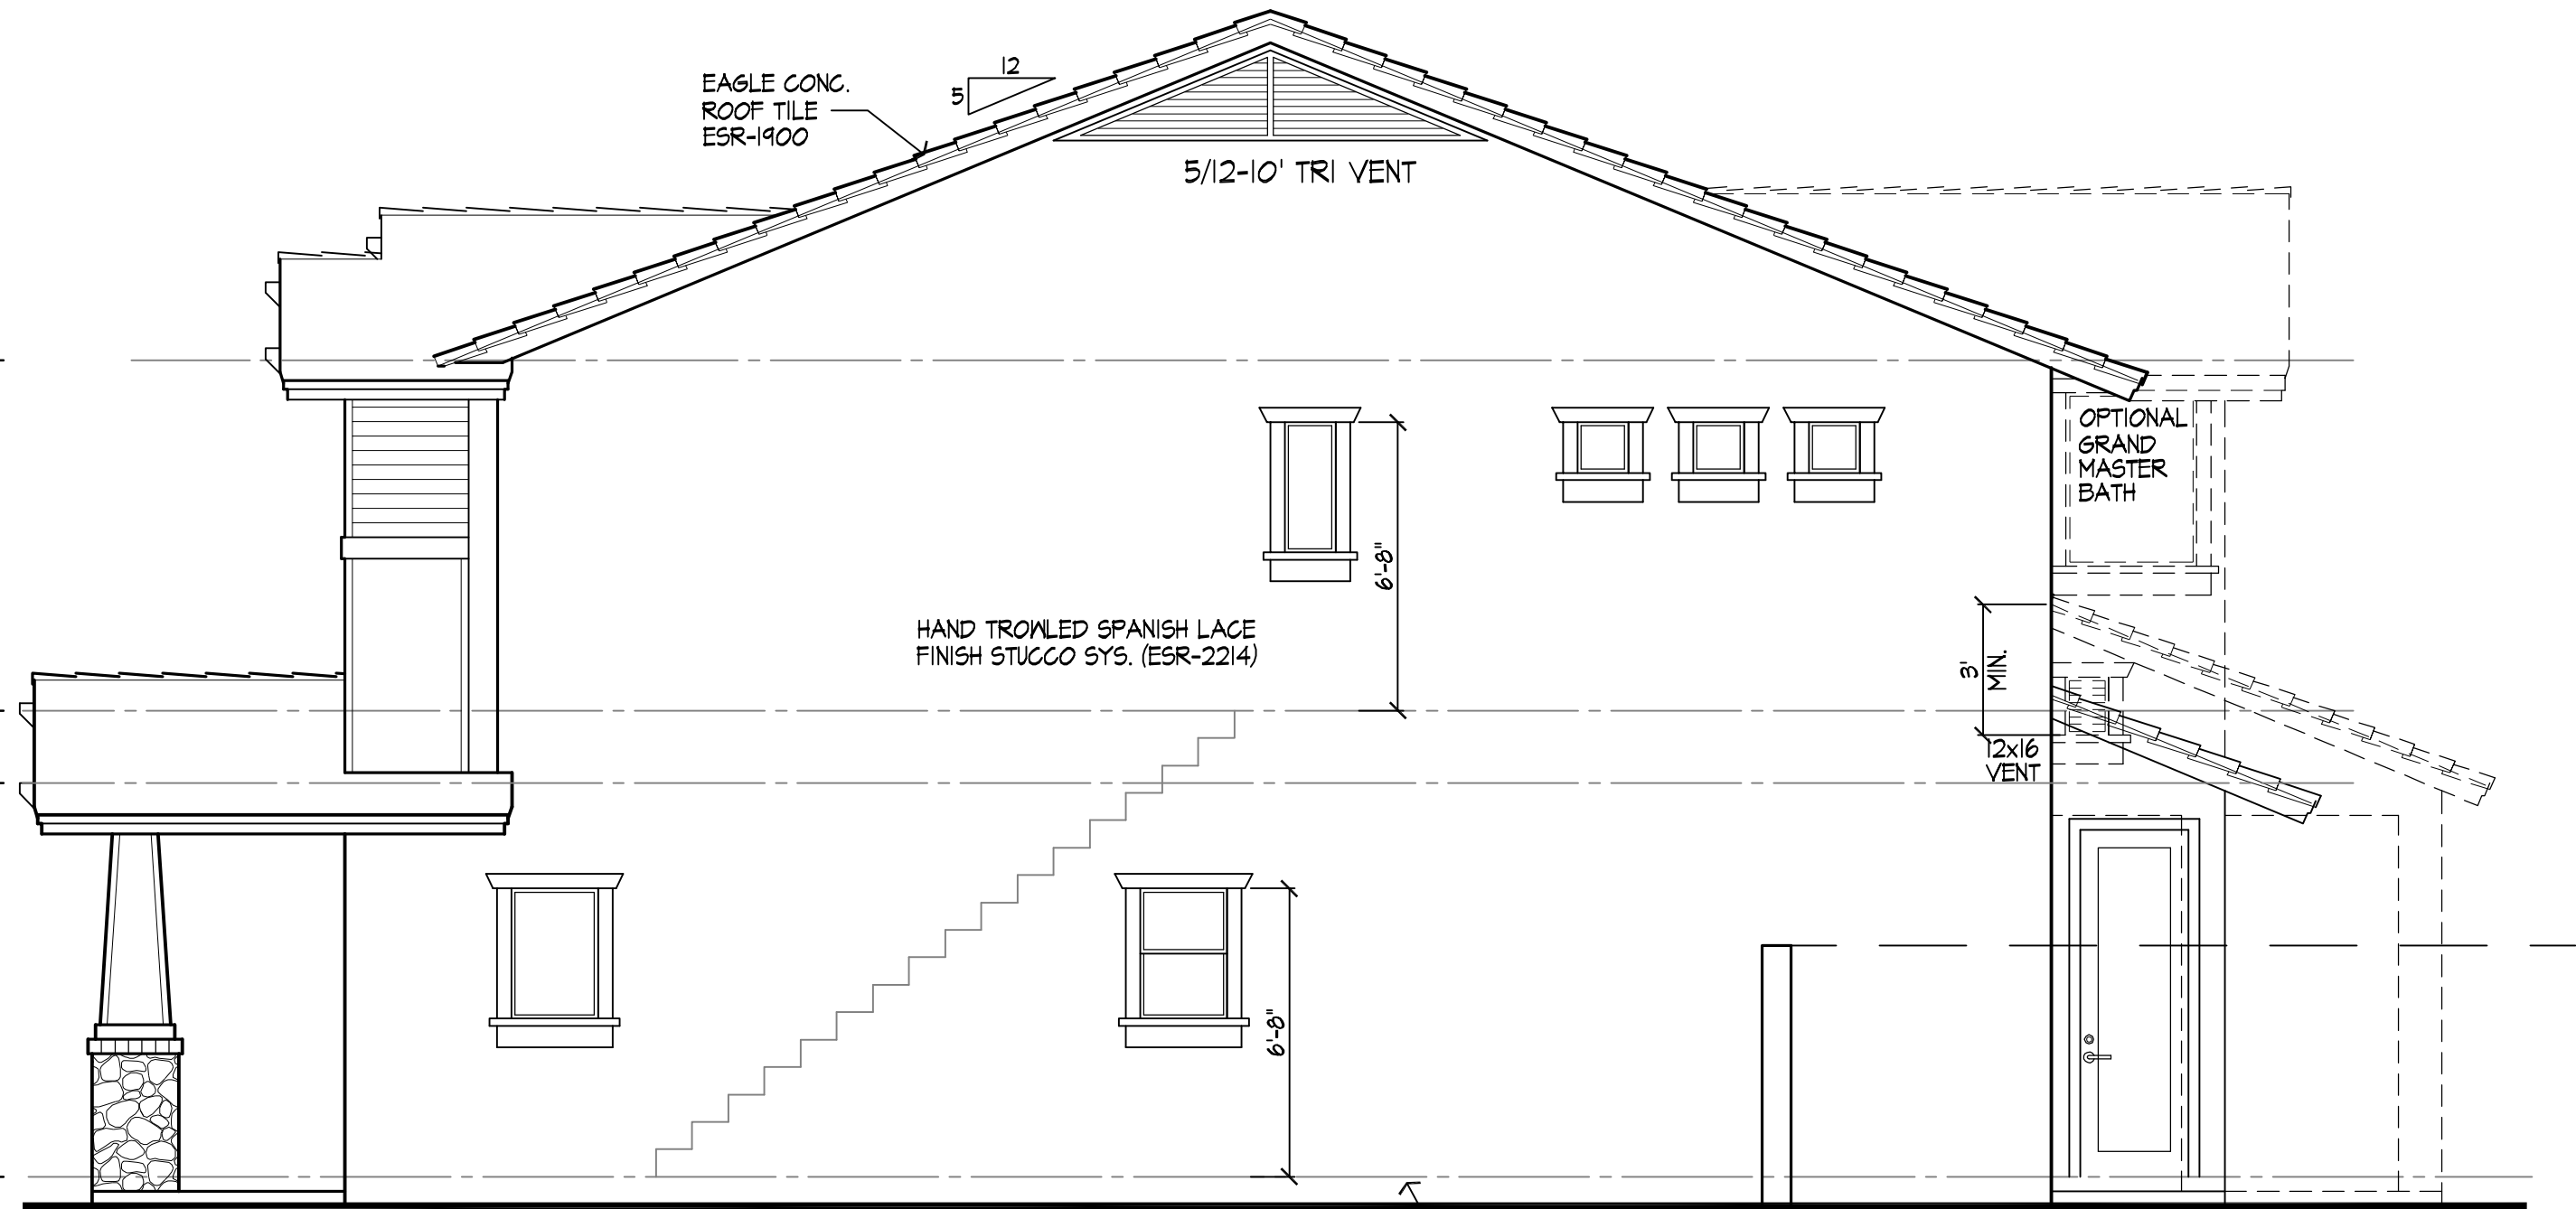 12
5
EAGLE CONC.
ROOF TILE
ESR-1900
5/12-10' TRI VENT
OPTIONAL
GRAND
MASTER
BATH
6'-8"
HAND TROWLED SPANISH LACE
FINISH STUCCO SYS. (ESR-2214)
3'
MIN.
12x16
VENT
6'-8"